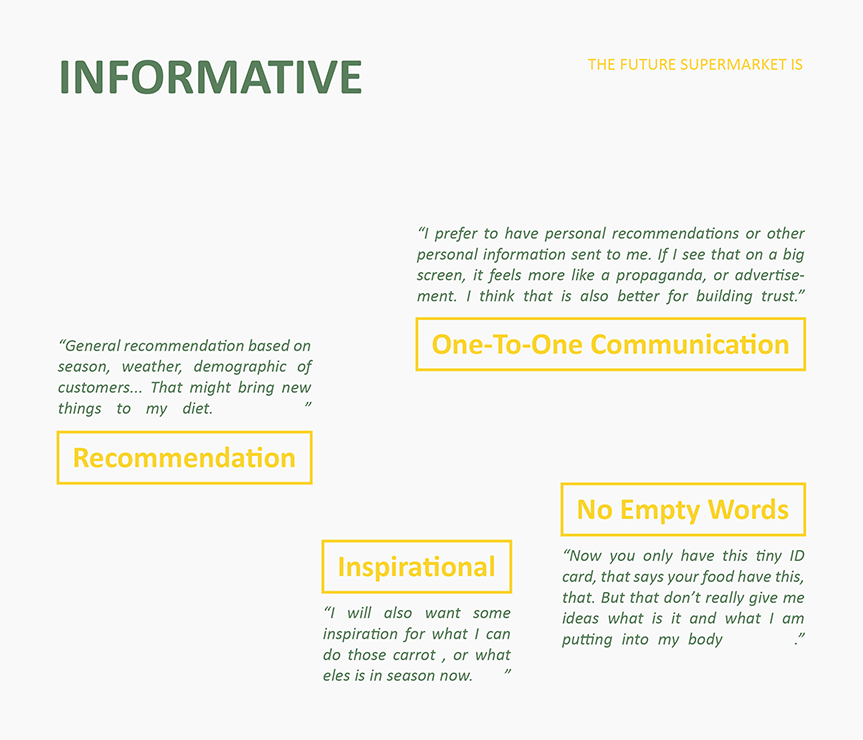 INFORMATIVE
THE FUTURE SUPERMARKET IS
“I prefer to have personal recommendations or other
personal information sent to me. If I see that on a big
screen, it feels more like a propaganda, or advertise-
ment. I think that is also better for building trust.”
One-To-One Communication
“General recommendation based on
season, weather, demographic of
customers... That might bring new
things to my diet. ”
Recommendation
No Empty Words
“Now you only have this tiny ID
card, that says your food have this,
that. But that don’t really give me
ideas what is it and what I am
putting into my body .”
Inspirational
“I will also want some
inspiration for what I can
do those carrot , or what
eles is in season now. ”